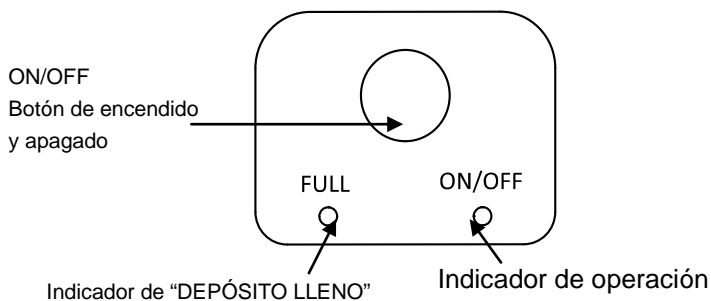 ON/OFF
Botón de encendido
y apagado
FULL
ON/OFF
Indicador de “DEPÓSITO LLENO”
Indicador de operación